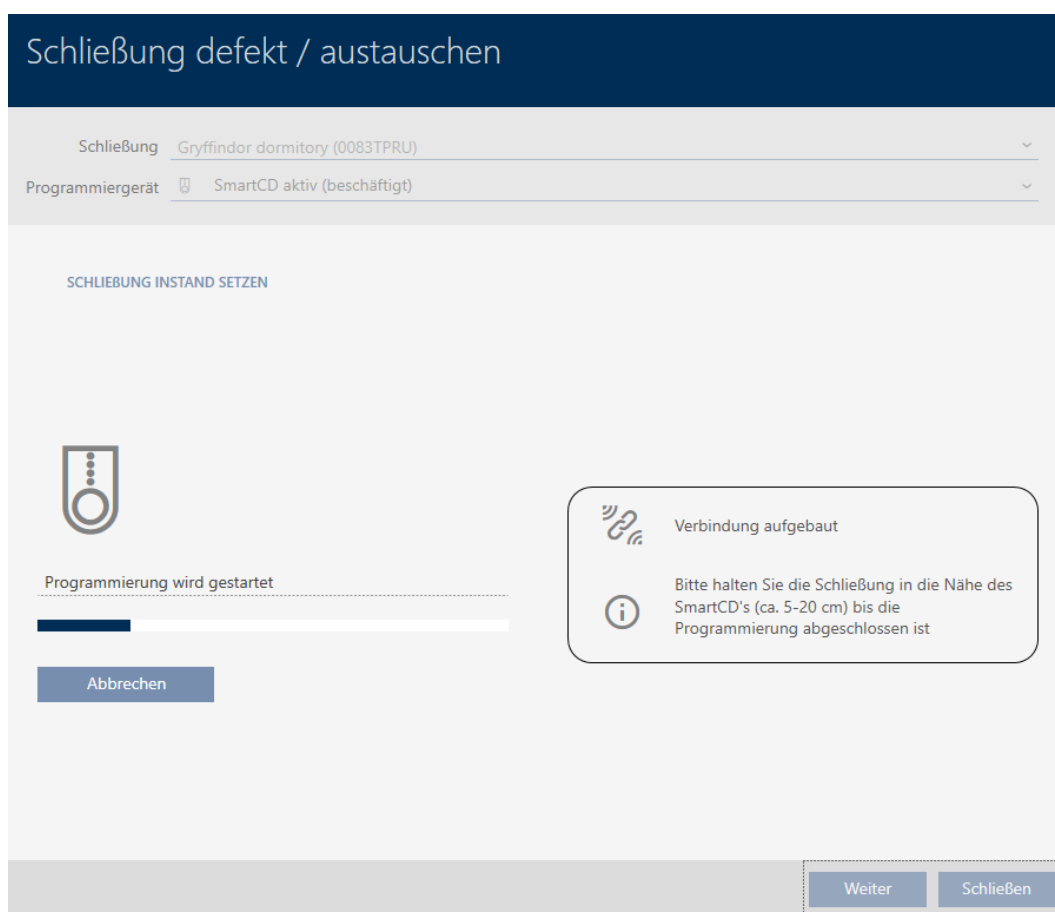 Schließung defekt / austauschen
Schließung Gryffindor dormitory (0083TPRU)
Programmiergerät SmartCD aktiv (beschäftigt)
SCHLIEßUNG INSTAND SETZEN
Verbindung aufgebaut
Programmierung wird gestartet
Bitte halten Sie die Schließung in die Nähe des
SmartCD's (ca. 5-20 cm) bis die
Programmierung abgeschlossen ist
Abbrechen
Weiter Schließen